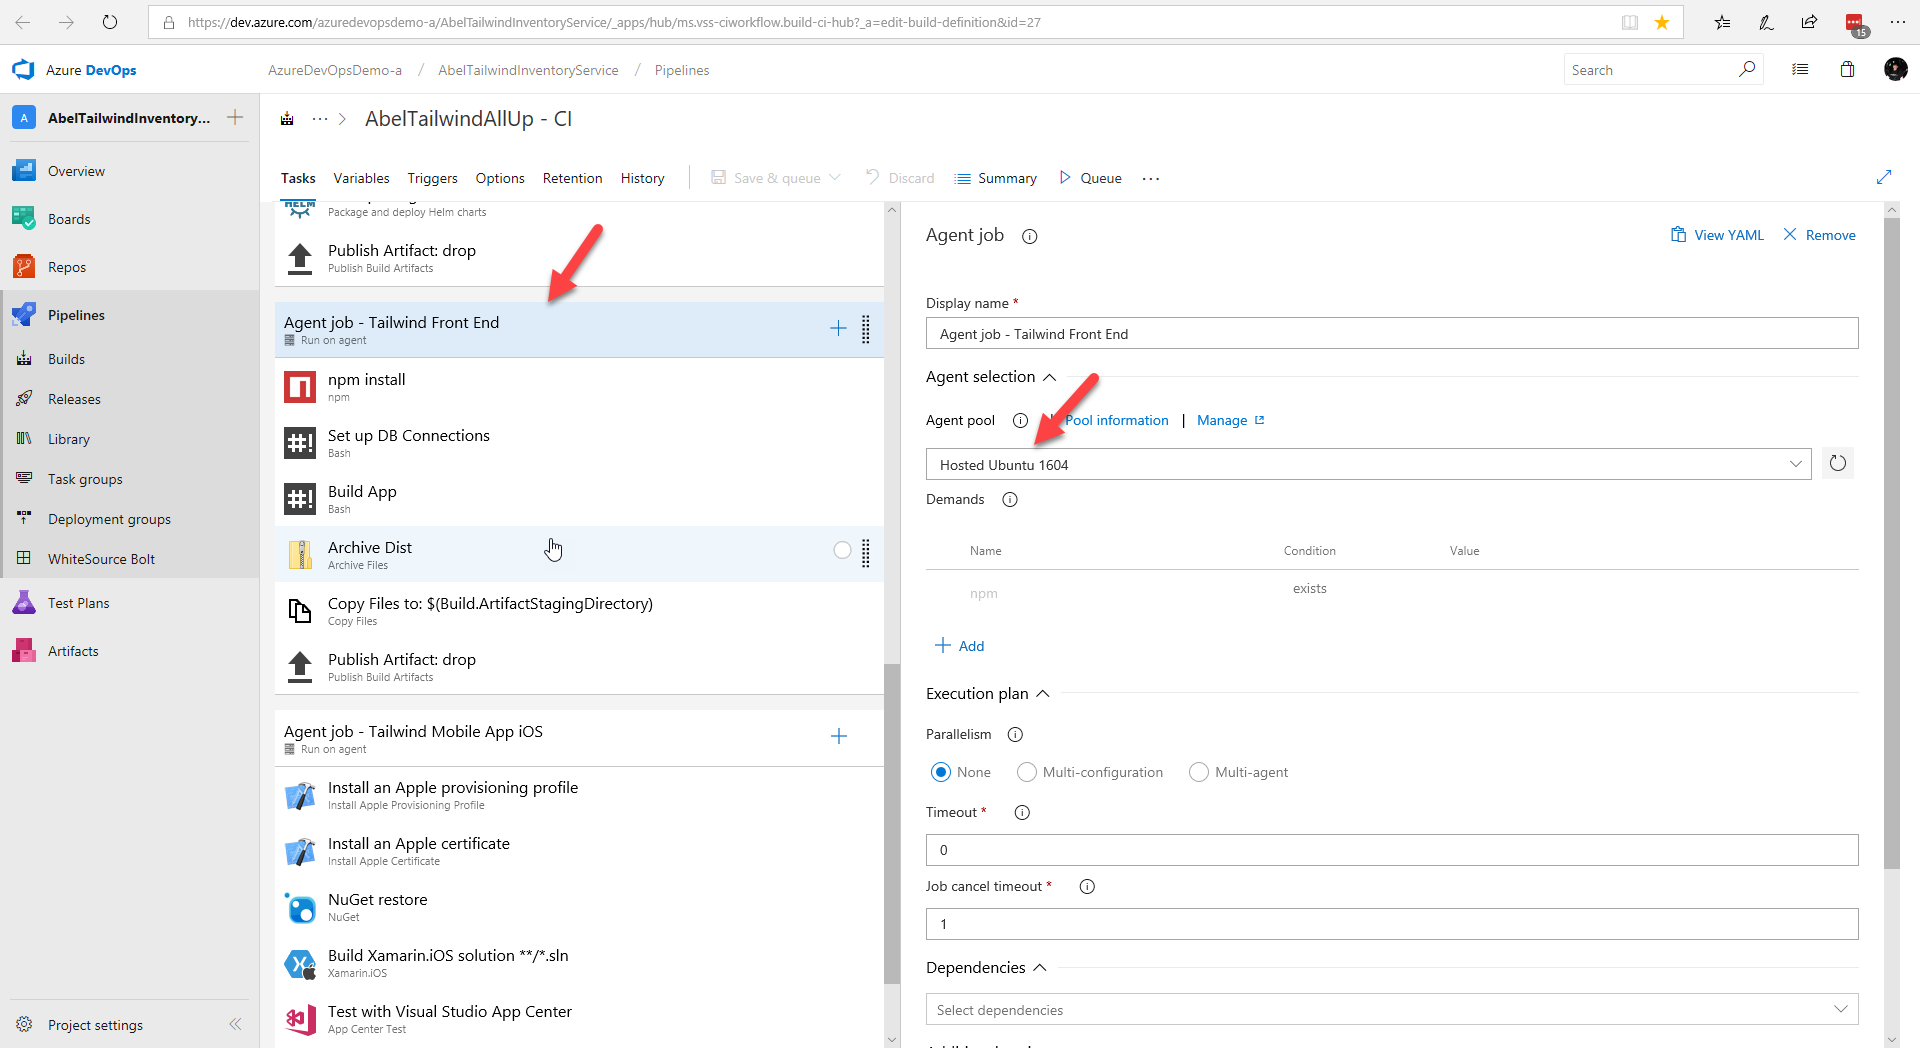 https://dev.azure.com/azuredevopsdemo-a/AbelTailwindInventoryService/_apps/hub/ms.vss-ciworkflow.build-ci-hub?_a=edit-build-definition&id=27
15
Azure DevOps
AzureDevOpsDemo-a / AbelTailwindInventoryService / Pipelines
Search
A AbelTailwindInventory...
Overview
Boards
Repos
Pipelines
Builds
Releases
Library
Task groups
Deployment groups
WhiteSource Bolt
Test Plans
Artifacts
Project settings
... > AbelTailwindAllUp - CI
Tasks Variables Triggers Options Retention History Save & queue Discard Summary Queue ...
HELM
Package and deploy Helm charts
Publish Artifact: drop
Publish Build Artifacts
Agent job - Tailwind Front End
Run on agent
npm install
npm
#! Set up DB Connections
Bash
#! Build App
Bash
Archive Dist
Archive Files
Copy Files to: $(Build.ArtifactStagingDirectory)
Copy Files
Publish Artifact: drop
Publish Build Artifacts
Agent job - Tailwind Mobile App iOS
Run on agent
Install an Apple provisioning profile
Install Apple Provisioning Profile
Install an Apple certificate
Install Apple Certificate
NuGet restore
NuGet
Build Xamarin.iOS solution **/*.sln
Xamarin.iOS
Test with Visual Studio App Center
App Center Test
Agent job
View YAML Remove
Display name *
Agent job - Tailwind Front End
Agent selection
Agent pool | Pool information | Manage
Hosted Ubuntu 1604
Demands
Name Condition Value
npm exists
+ Add
Execution plan
Parallelism
None Multi-configuration Multi-agent
Timeout *
0
Job cancel timeout *
1
Dependencies
Select dependencies